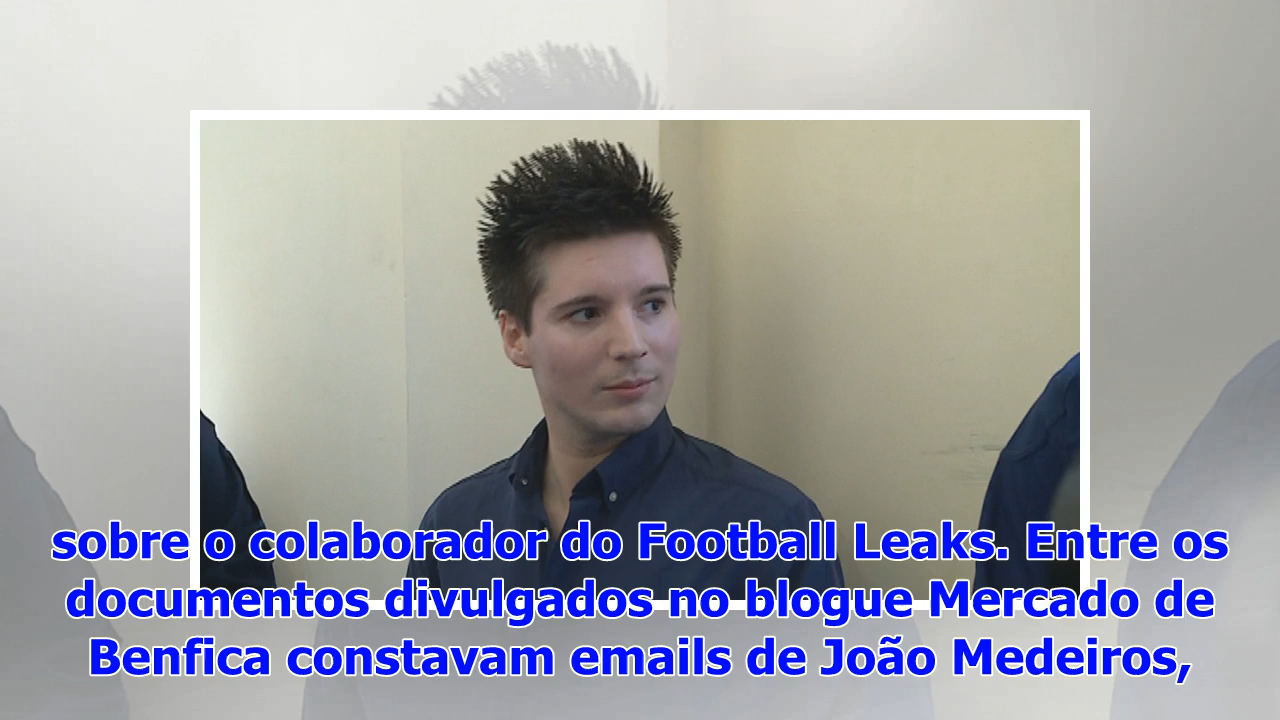 sobre o colaborador do Football Leaks. Entre os
documentos divulgados no blogue Mercado de
Benfica constavam emails de João Medeiros,